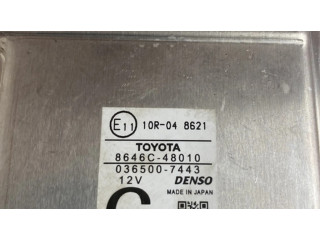 E11 10R-04 8621
TOYOTA
8646C-48010
036500-7443
12V DENSO
MADE IN JAPAN
C